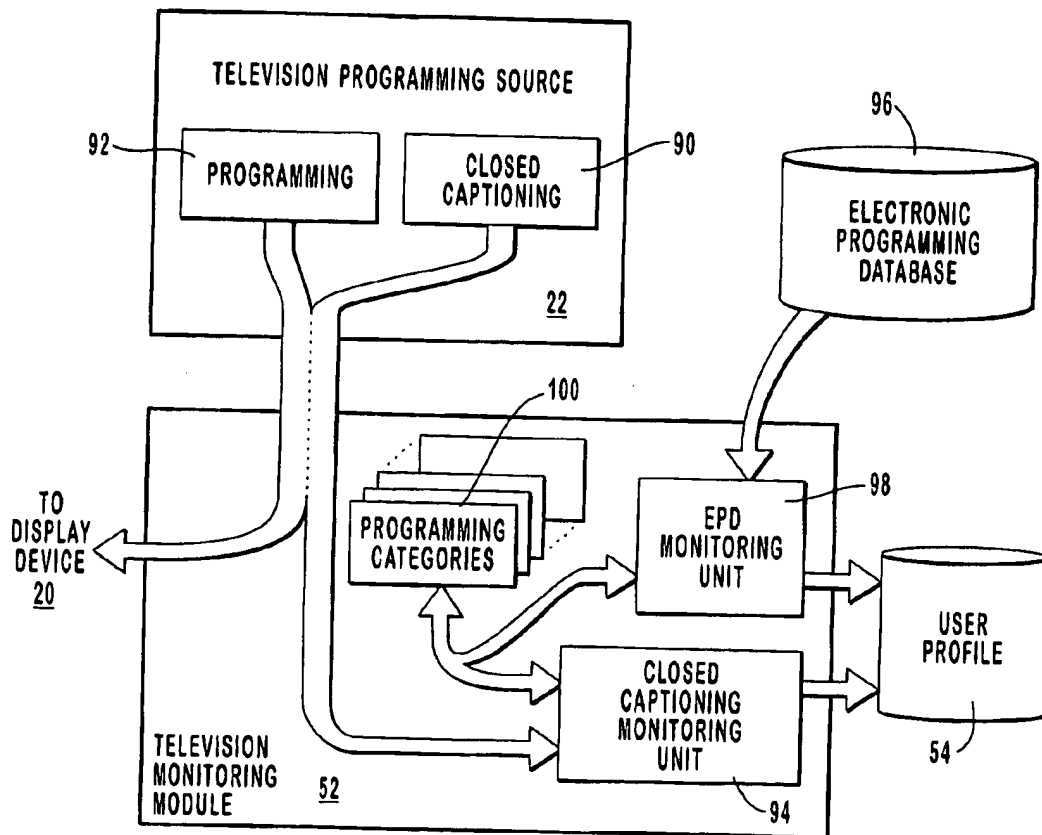 TELEVISION PROGRAMMING SOURCE
92
PROGRAMMING
90
CLOSED
CAPTIONING
22
96
ELECTRONIC
PROGRAMMING
DATABASE
100
PROGRAMMING
CATEGORIES
98
EPD
MONITORING
UNIT
TO
DISPLAY
DEVICE
20
USER
PROFILE
54
CLOSED
CAPTIONING
MONITORING
UNIT
94
TELEVISION
MONITORING
MODULE
52